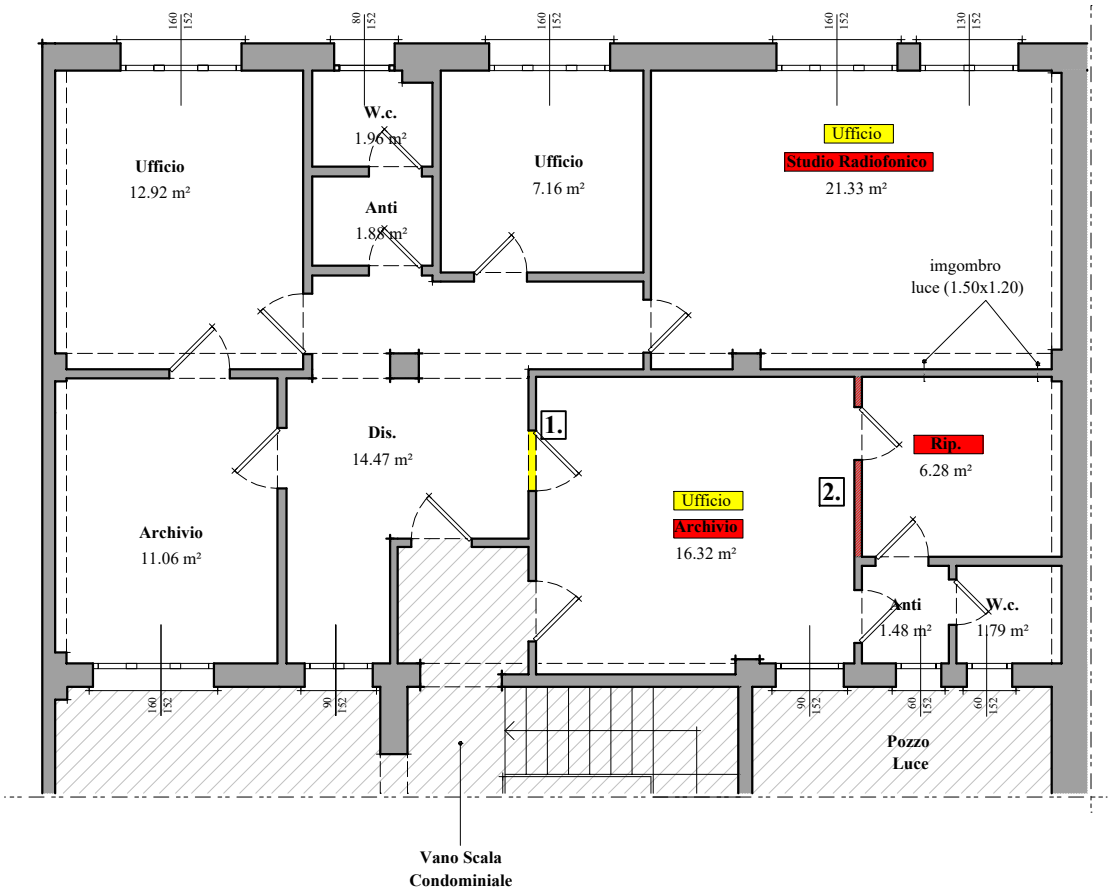 160
152
80
152
160
152
160
152
130
152
W.c.
1.96 m²
Ufficio
12.92 m²
Ufficio
7.16 m²
Ufficio
Studio Radiofonico
21.33 m²
Anti
1.88 m²
imgombro
luce (1.50x1.20)
1.
Dis.
14.47 m²
Rip.
6.28 m²
2.
Ufficio
Archivio
16.32 m²
Archivio
11.06 m²
Anti
1.48 m²
W.c.
1.79 m²
160
152
90
152
90
152
60
152
60
152
Pozzo
Luce
Vano Scala
Condominiale